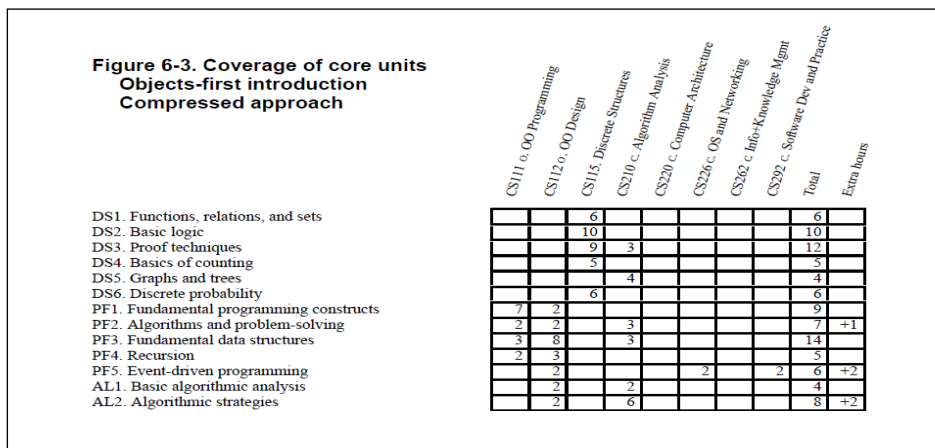 Figure 6-3. Coverage of core units
Objects-first introduction
Compressed approach
CS111 o. OO Programming
CS112 o. OO Design
CS115. Discrete Structures
CS210 c. Algorithm Analysis
CS220 c. Computer Architecture
CS226 c. OS and Networking
CS262 c. Info+Knowledge Mgmt
CS292 c. Software Dev and Practice
Total
Extra hours
DS1. Functions, relations, and sets 6 6
DS2. Basic logic 10 10
DS3. Proof techniques 9 3 12
DS4. Basics of counting 5 5
DS5. Graphs and trees 4 4
DS6. Discrete probability 6 6
PF1. Fundamental programming constructs 7 2 9
PF2. Algorithms and problem-solving 2 2 3 7 +1
PF3. Fundamental data structures 3 8 3 14
PF4. Recursion 2 3 5
PF5. Event-driven programming 2 2 2 6 +2
AL1. Basic algorithmic analysis 2 2 4
AL2. Algorithmic strategies 2 6 8 +2